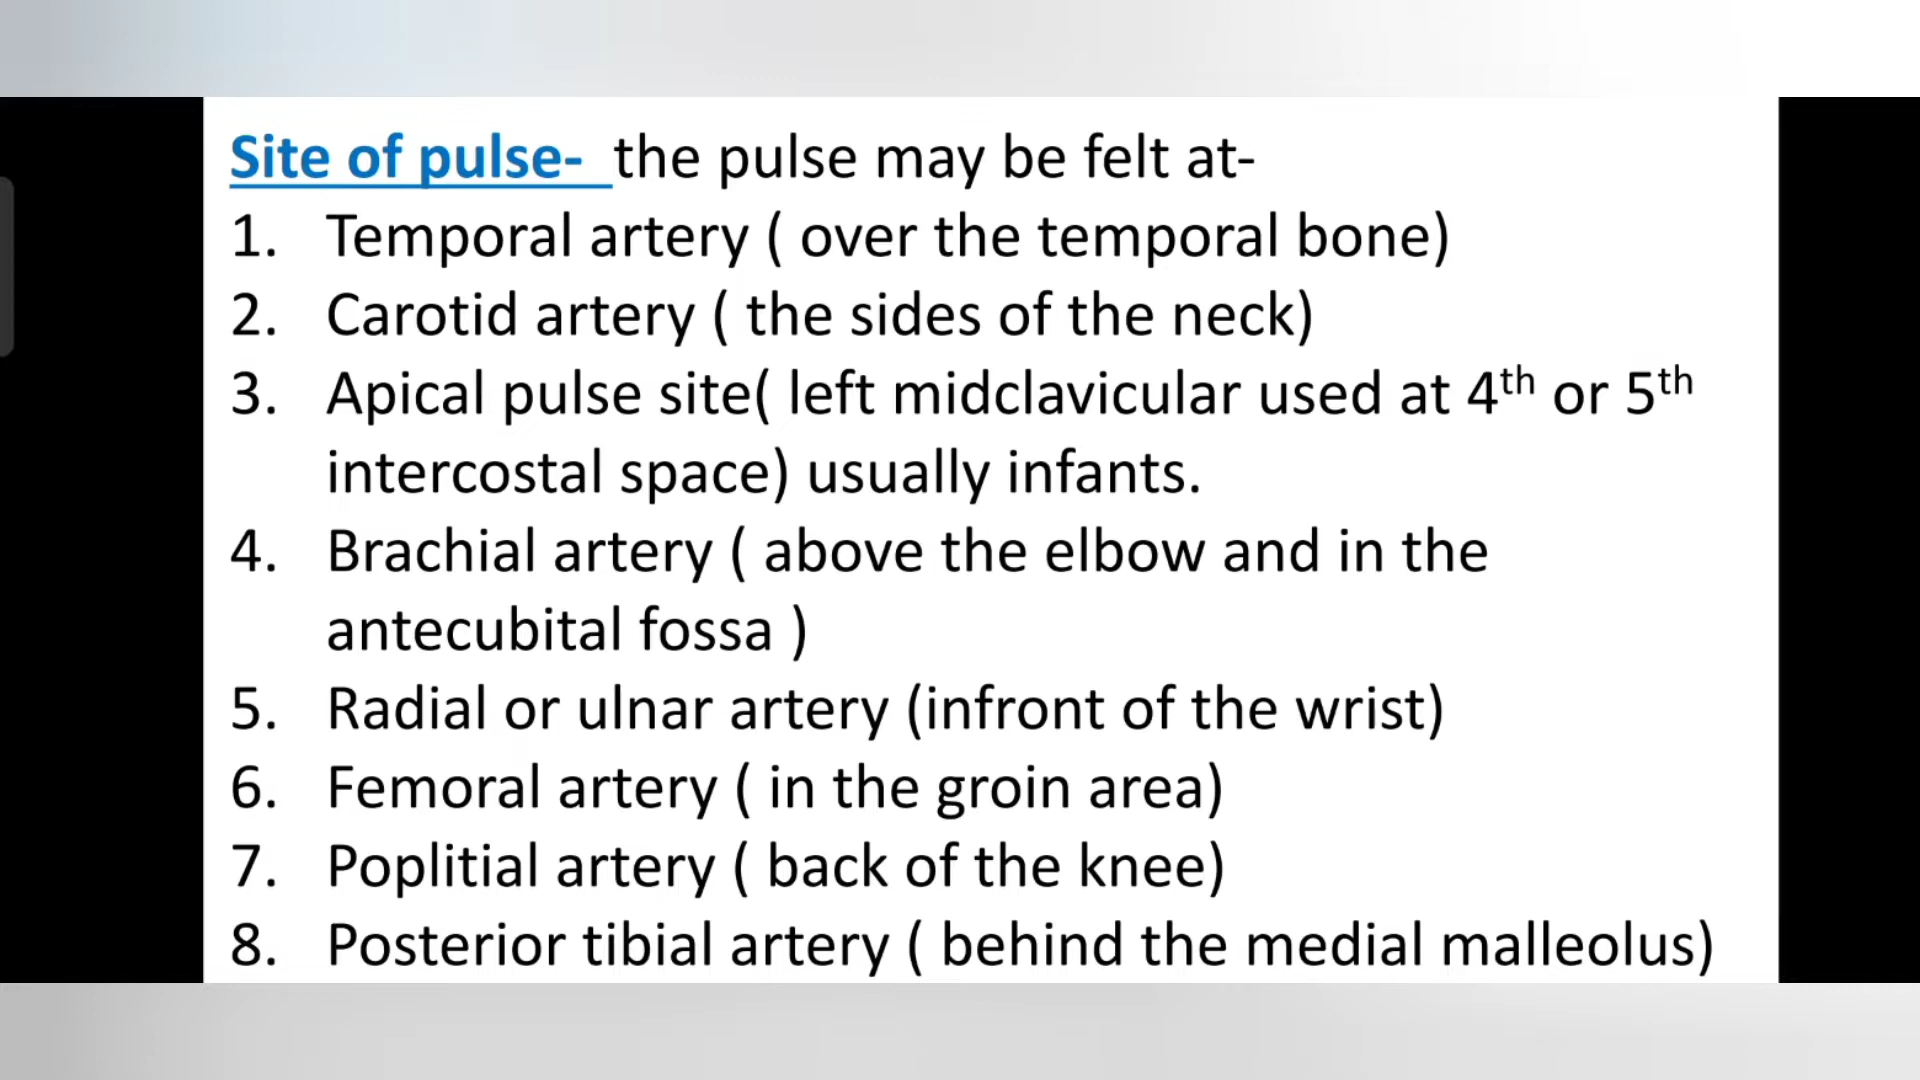 Site of pulse- the pulse may be felt at-
1. Temporal artery ( over the temporal bone)
2. Carotid artery ( the sides of the neck)
3. Apical pulse site( left midclavicular used at 4th or 5th
intercostal space) usually infants.
4. Brachial artery ( above the elbow and in the
antecubital fossa )
5. Radial or ulnar artery (infront of the wrist)
6. Femoral artery ( in the groin area)
7. Poplitial artery ( back of the knee)
8. Posterior tibial artery ( behind the medial malleolus)